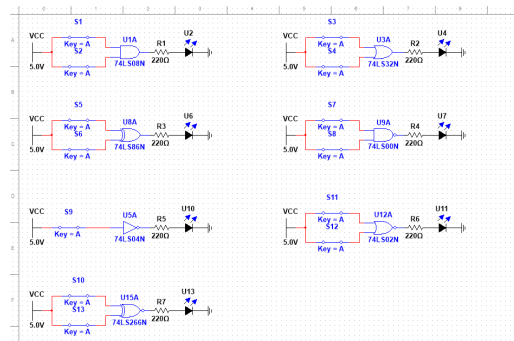 0 1 2 3 4 5 6 7 8
A
S1
VCC
5.0V
Key = A
S2
Key = A
U1A
74LS08N
R1
220Ω
U2
S3
VCC
5.0V
Key = A
S4
Key = A
U3A
74LS32N
R2
220Ω
U4
B
C
S5
VCC
5.0V
Key = A
S6
Key = A
U8A
74LS86N
R3
220Ω
U6
S7
VCC
5.0V
Key = A
S8
Key = A
U9A
74LS00N
R4
220Ω
U7
D
E
S9
VCC
5.0V
Key = A
U5A
74LS04N
R5
220Ω
U10
S11
VCC
5.0V
Key = A
S12
Key = A
U12A
74LS02N
R6
220Ω
U11
F
S10
VCC
5.0V
Key = A
S13
Key = A
U15A
74LS266N
R7
220Ω
U13